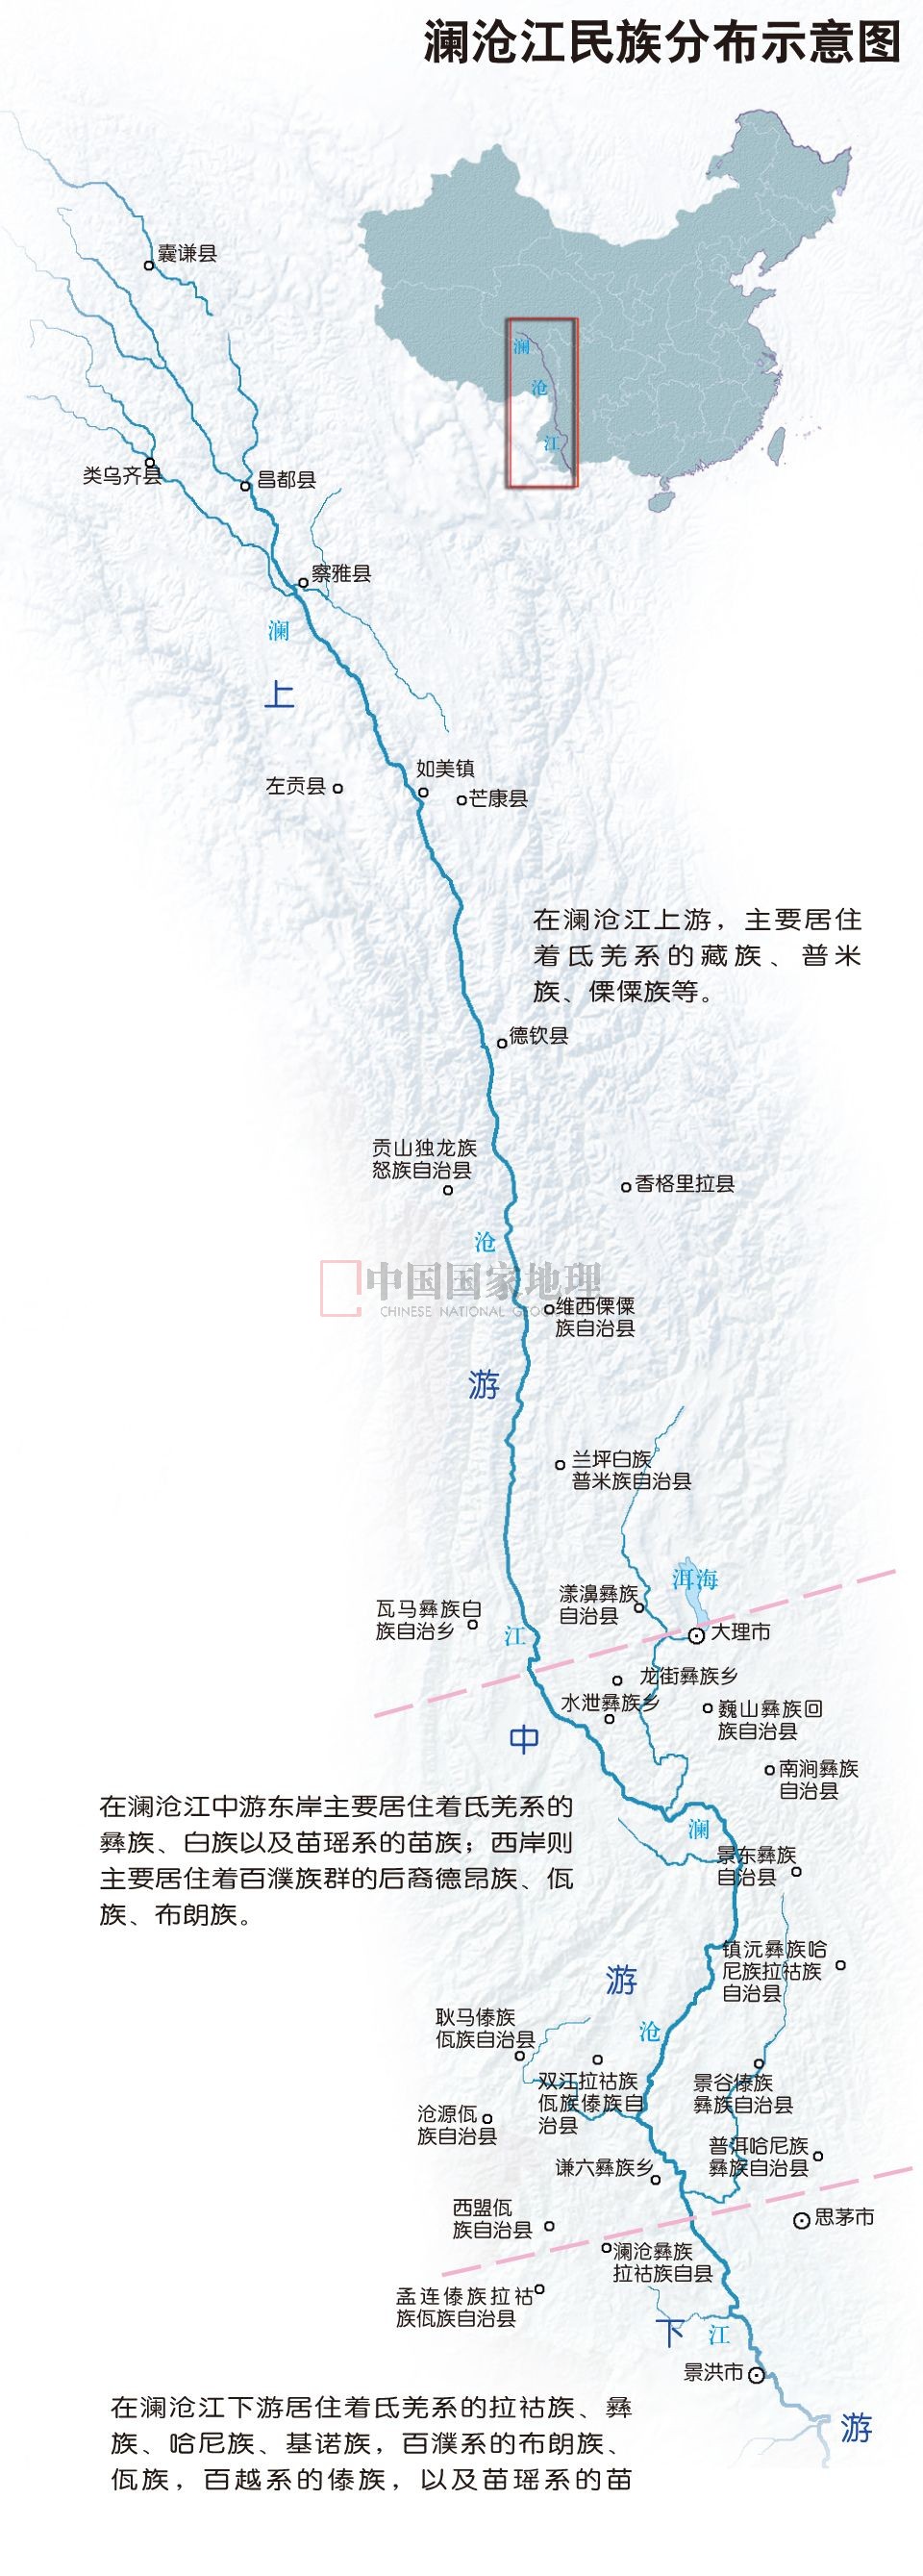 澜沧江民族分布示意图
囊谦县
澜
沧
江
类乌齐县
昌都县
察雅县
澜
上
如美镇
左贡县
芒康县
在澜沧江上游，主要居住
着氐羌系的藏族、普米
族、傈僳族等。
德钦县
贡山独龙族
怒族自治县
香格里拉县
沧
中国国家地理
CHINESE NATIONAL GEOG
维西傈僳
族自治县
游
兰坪白族
普米族自治县
洱海
漾濞彝族
自治县
瓦马彝族白
族自治乡
江
大理市
龙街彝族乡
水泄彝族乡
巍山彝族回
族自治县
中
南涧彝族
自治县
在澜沧江中游东岸主要居住着氐羌系的
彝族、白族以及苗瑶系的苗族；西岸则
主要居住着百濮族群的后裔德昂族、佤
族、布朗族。
澜
景东彝族
自治县
镇沅彝族哈
尼族拉祜族
自治县
游
耿马傣族
佤族自治县
沧
双江拉祜族
佤族傣族自
治县
景谷傣族
彝族自治县
沧源佤
族自治县
普洱哈尼族
彝族自治县
谦六彝族乡
西盟佤
族自治县
思茅市
澜沧彝族
拉祜族自县
孟连傣族拉祜
族佤族自治县
下
江
景洪市
游
在澜沧江下游居住着氐羌系的拉祜族、彝
族、哈尼族、基诺族，百濮系的布朗族、
佤族，百越系的傣族，以及苗瑶系的苗